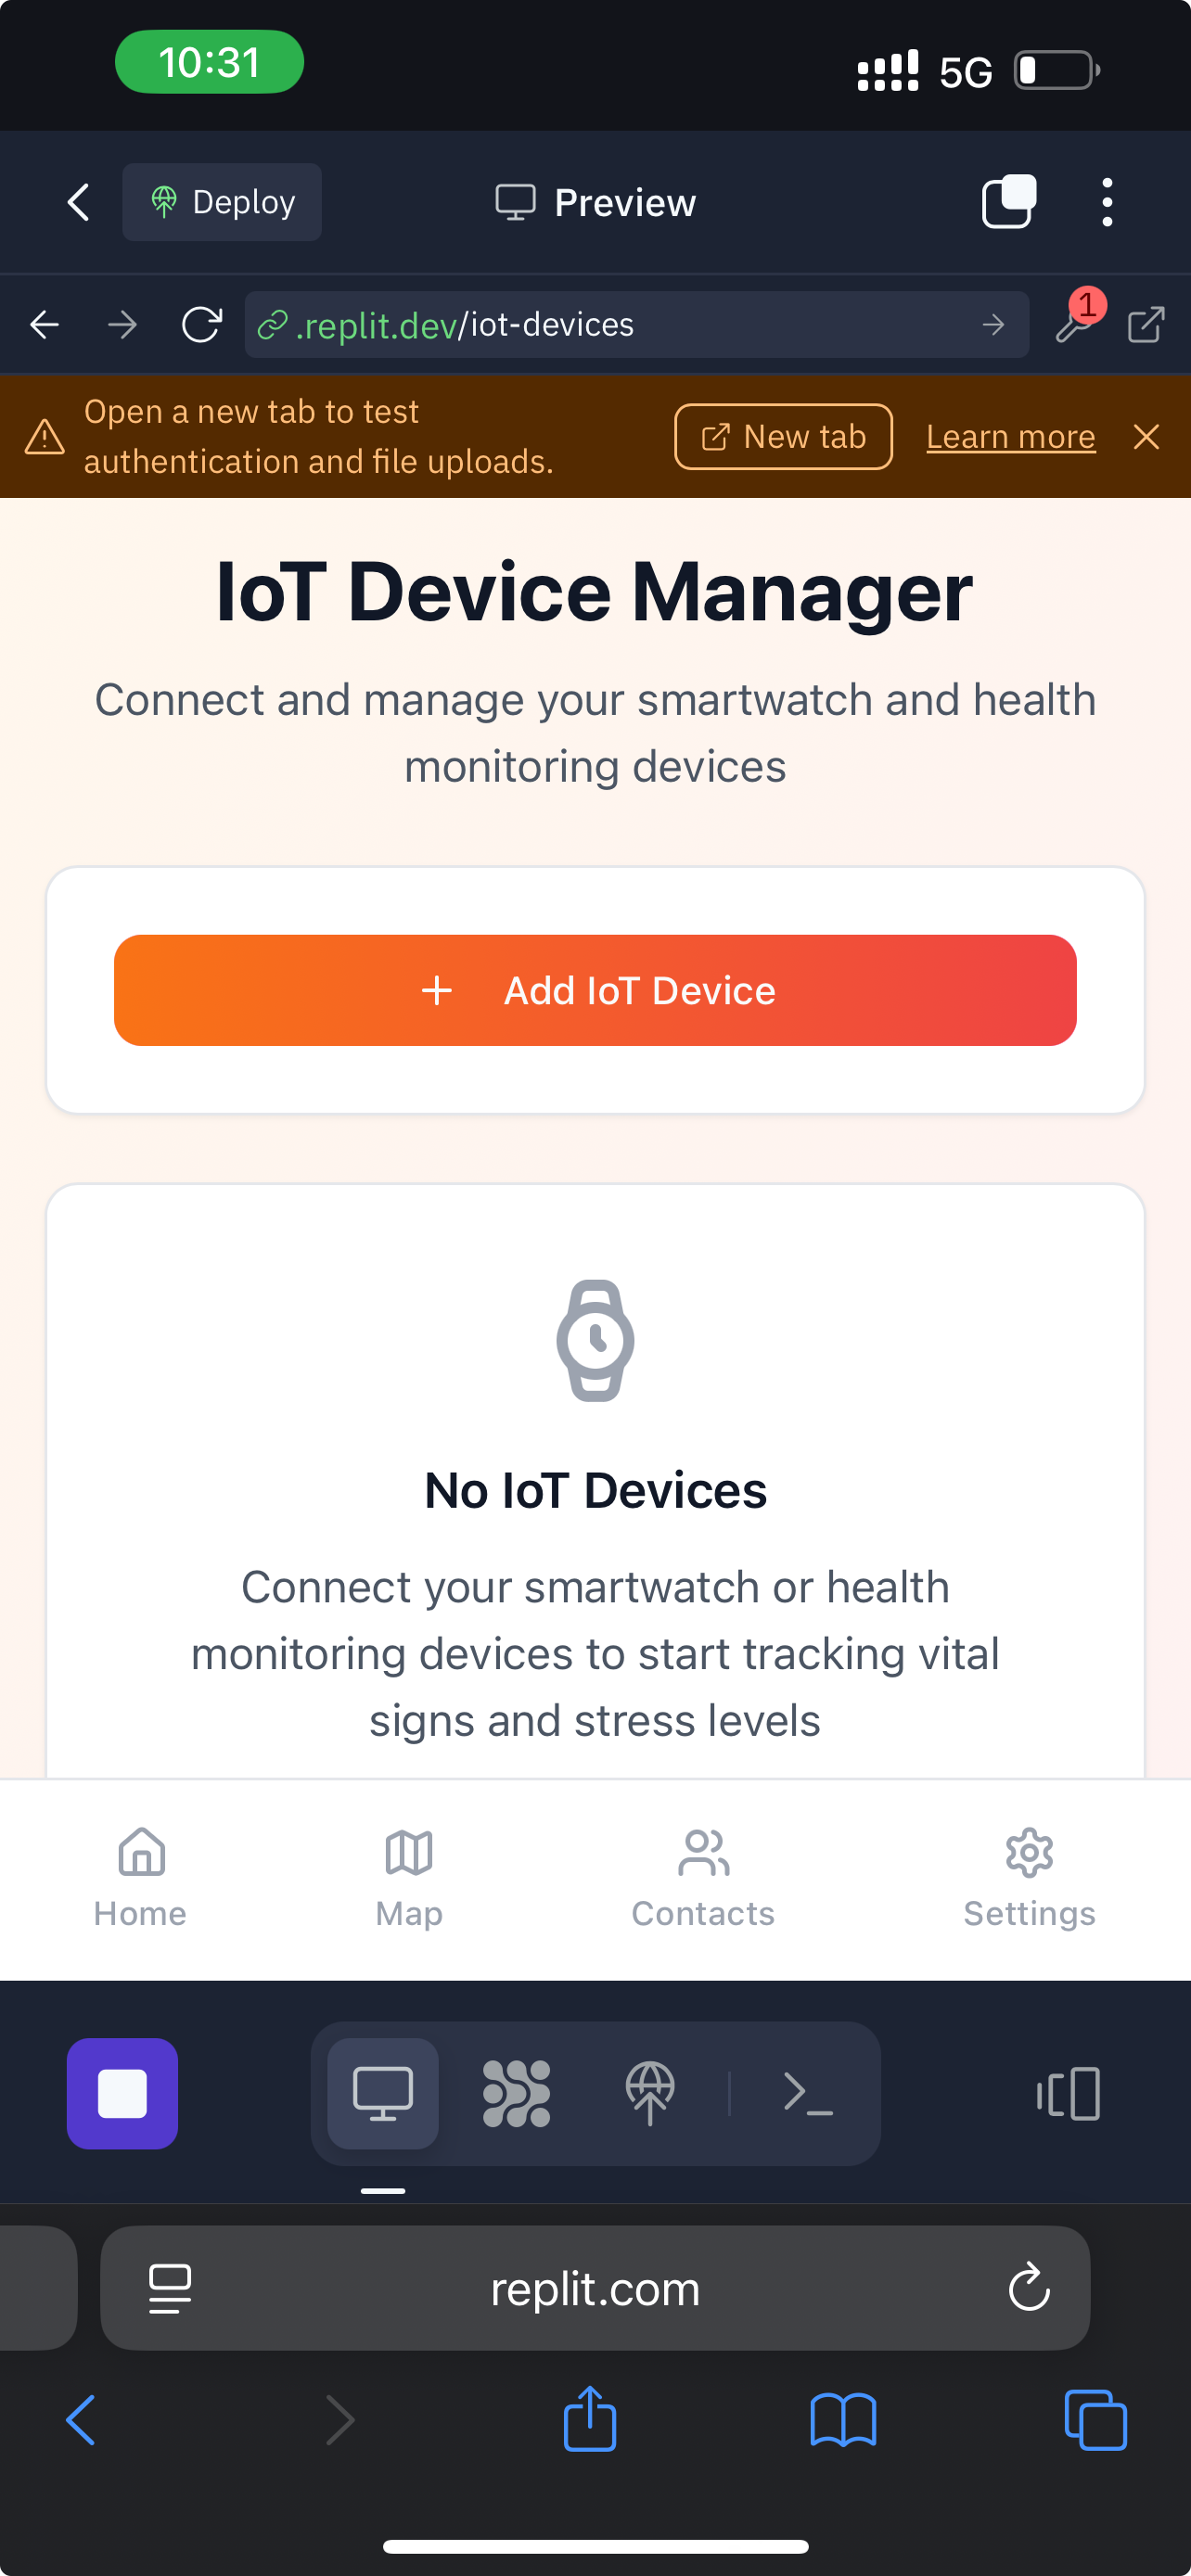 10:31
5G
Deploy
Preview
.replit.dev/iot-devices
1
Open a new tab to test
authentication and file uploads.
New tab
Learn more
IoT Device Manager
Connect and manage your smartwatch and health
monitoring devices
+ Add IoT Device
No IoT Devices
Connect your smartwatch or health
monitoring devices to start tracking vital
signs and stress levels
Home
Map
Contacts
Settings
replit.com